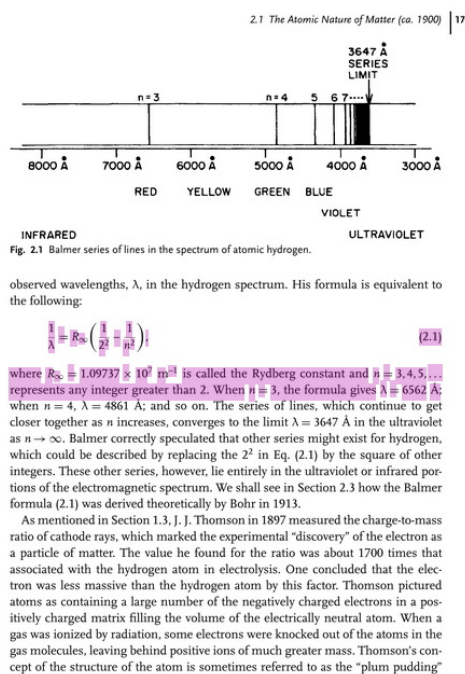 2.1 The Atomic Nature of Matter (ca. 1900) | 17
3647 Å
SERIES
LIMIT
n=3 n=4 5 6 7····
8000 Å 7000 Å 6000 Å 5000 Å 4000 Å 3000 Å
RED YELLOW GREEN BLUE
VIOLET
INFRARED ULTRAVIOLET
Fig. 2.1 Balmer series of lines in the spectrum of atomic hydrogen.
observed wavelengths, λ, in the hydrogen spectrum. His formula is equivalent to
the following:
1/λ = R∞ (1/2² − 1/n²), (2.1)
where R∞ = 1.09737 × 10⁷ m⁻¹ is called the Rydberg constant and n = 3, 4, 5, ...
represents any integer greater than 2. When n = 3, the formula gives λ = 6562 Å;
when n = 4, λ = 4861 Å; and so on. The series of lines, which continue to get
closer together as n increases, converges to the limit λ = 3647 Å in the ultraviolet
as n → ∞. Balmer correctly speculated that other series might exist for hydrogen,
which could be described by replacing the 2² in Eq. (2.1) by the square of other
integers. These other series, however, lie entirely in the ultraviolet or infrared por-
tions of the electromagnetic spectrum. We shall see in Section 2.3 how the Balmer
formula (2.1) was derived theoretically by Bohr in 1913.
As mentioned in Section 1.3, J. J. Thomson in 1897 measured the charge-to-mass
ratio of cathode rays, which marked the experimental “discovery” of the electron as
a particle of matter. The value he found for the ratio was about 1700 times that
associated with the hydrogen atom in electrolysis. One concluded that the elec-
tron was less massive than the hydrogen atom by this factor. Thomson pictured
atoms as containing a large number of the negatively charged electrons in a pos-
itively charged matrix filling the volume of the electrically neutral atom. When a
gas was ionized by radiation, some electrons were knocked out of the atoms in the
gas molecules, leaving behind positive ions of much greater mass. Thomson's con-
cept of the structure of the atom is sometimes referred to as the “plum pudding”